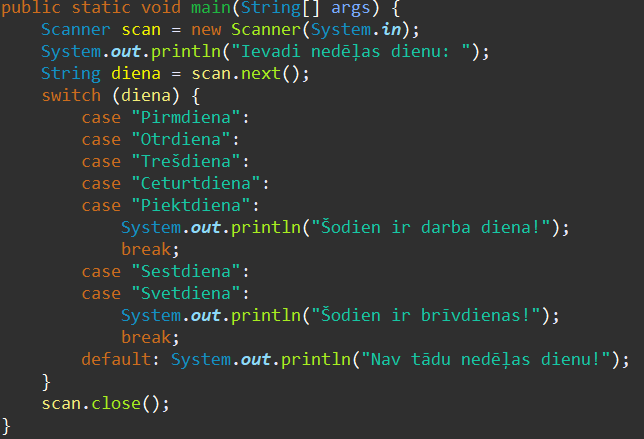 public static void main(String[] args) {
    Scanner scan = new Scanner(System.in);
    System.out.println("Ievadi nedēļas dienu: ");
    String diena = scan.next();
    switch (diena) {
        case "Pirmdiena":
        case "Otrdiena":
        case "Trešdiena":
        case "Ceturtdiena":
        case "Piektdiena":
            System.out.println("Šodien ir darba diena!");
            break;
        case "Sestdiena":
        case "Svetdiena":
            System.out.println("Šodien ir brīvdienas!");
            break;
        default: System.out.println("Nav tādu nedēļas dienu!");
    }
    scan.close();
}